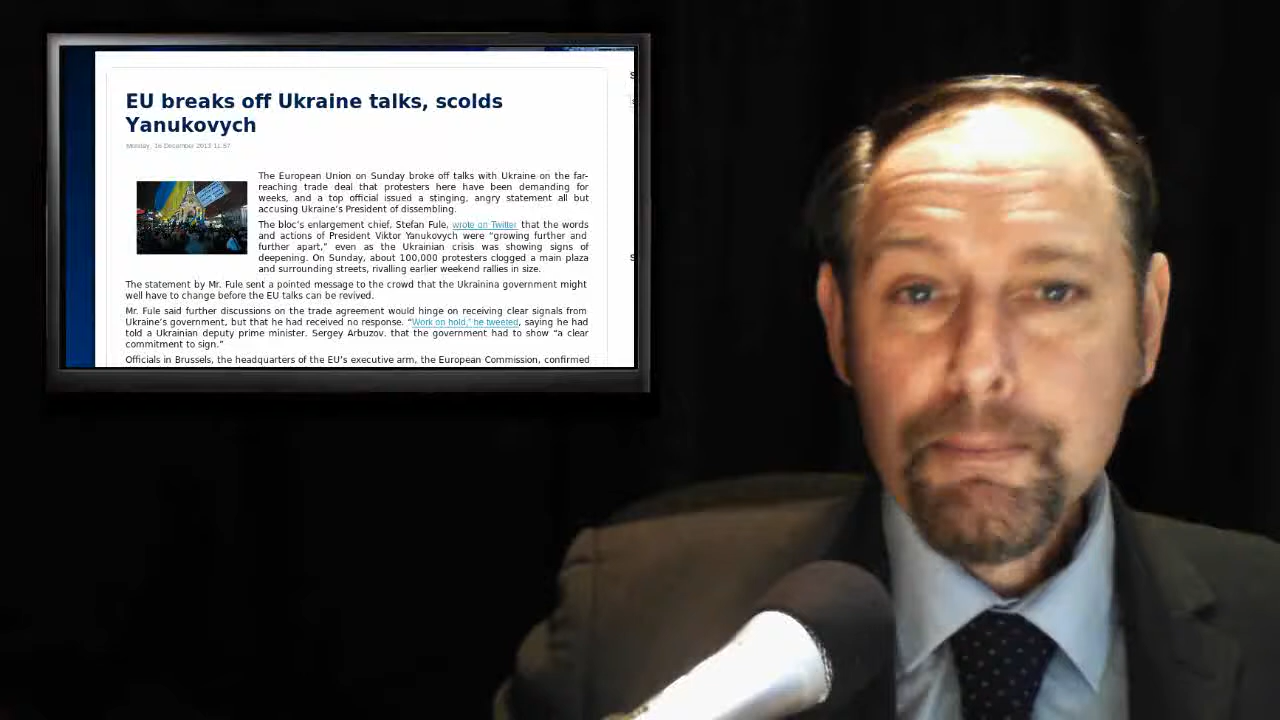 EU breaks off Ukraine talks, scolds
Yanukovych
Monday, 16 December 2013 11:57
The European Union on Sunday broke off talks with Ukraine on the far-
reaching trade deal that protesters here have been demanding for
weeks, and a top official issued a stinging, angry statement all but
accusing Ukraine's President of dissembling.
The bloc's enlargement chief, Stefan Fule, wrote on Twitter that the words
and actions of President Viktor Yanukovych were “growing further and
further apart,” even as the Ukrainian crisis was showing signs of
deepening. On Sunday, about 100,000 protesters clogged a main plaza
and surrounding streets, rivalling earlier weekend rallies in size.
The statement by Mr. Fule sent a pointed message to the crowd that the Ukrainina government might
well have to change before the EU talks can be revived.
Mr. Fule said further discussions on the trade agreement would hinge on receiving clear signals from
Ukraine's government, but that he had received no response. “Work on hold,” he tweeted, saying he had
told a Ukrainian deputy prime minister, Sergey Arbuzov, that the government had to show “a clear
commitment to sign.”
Officials in Brussels, the headquarters of the EU's executive arm, the European Commission, confirmed